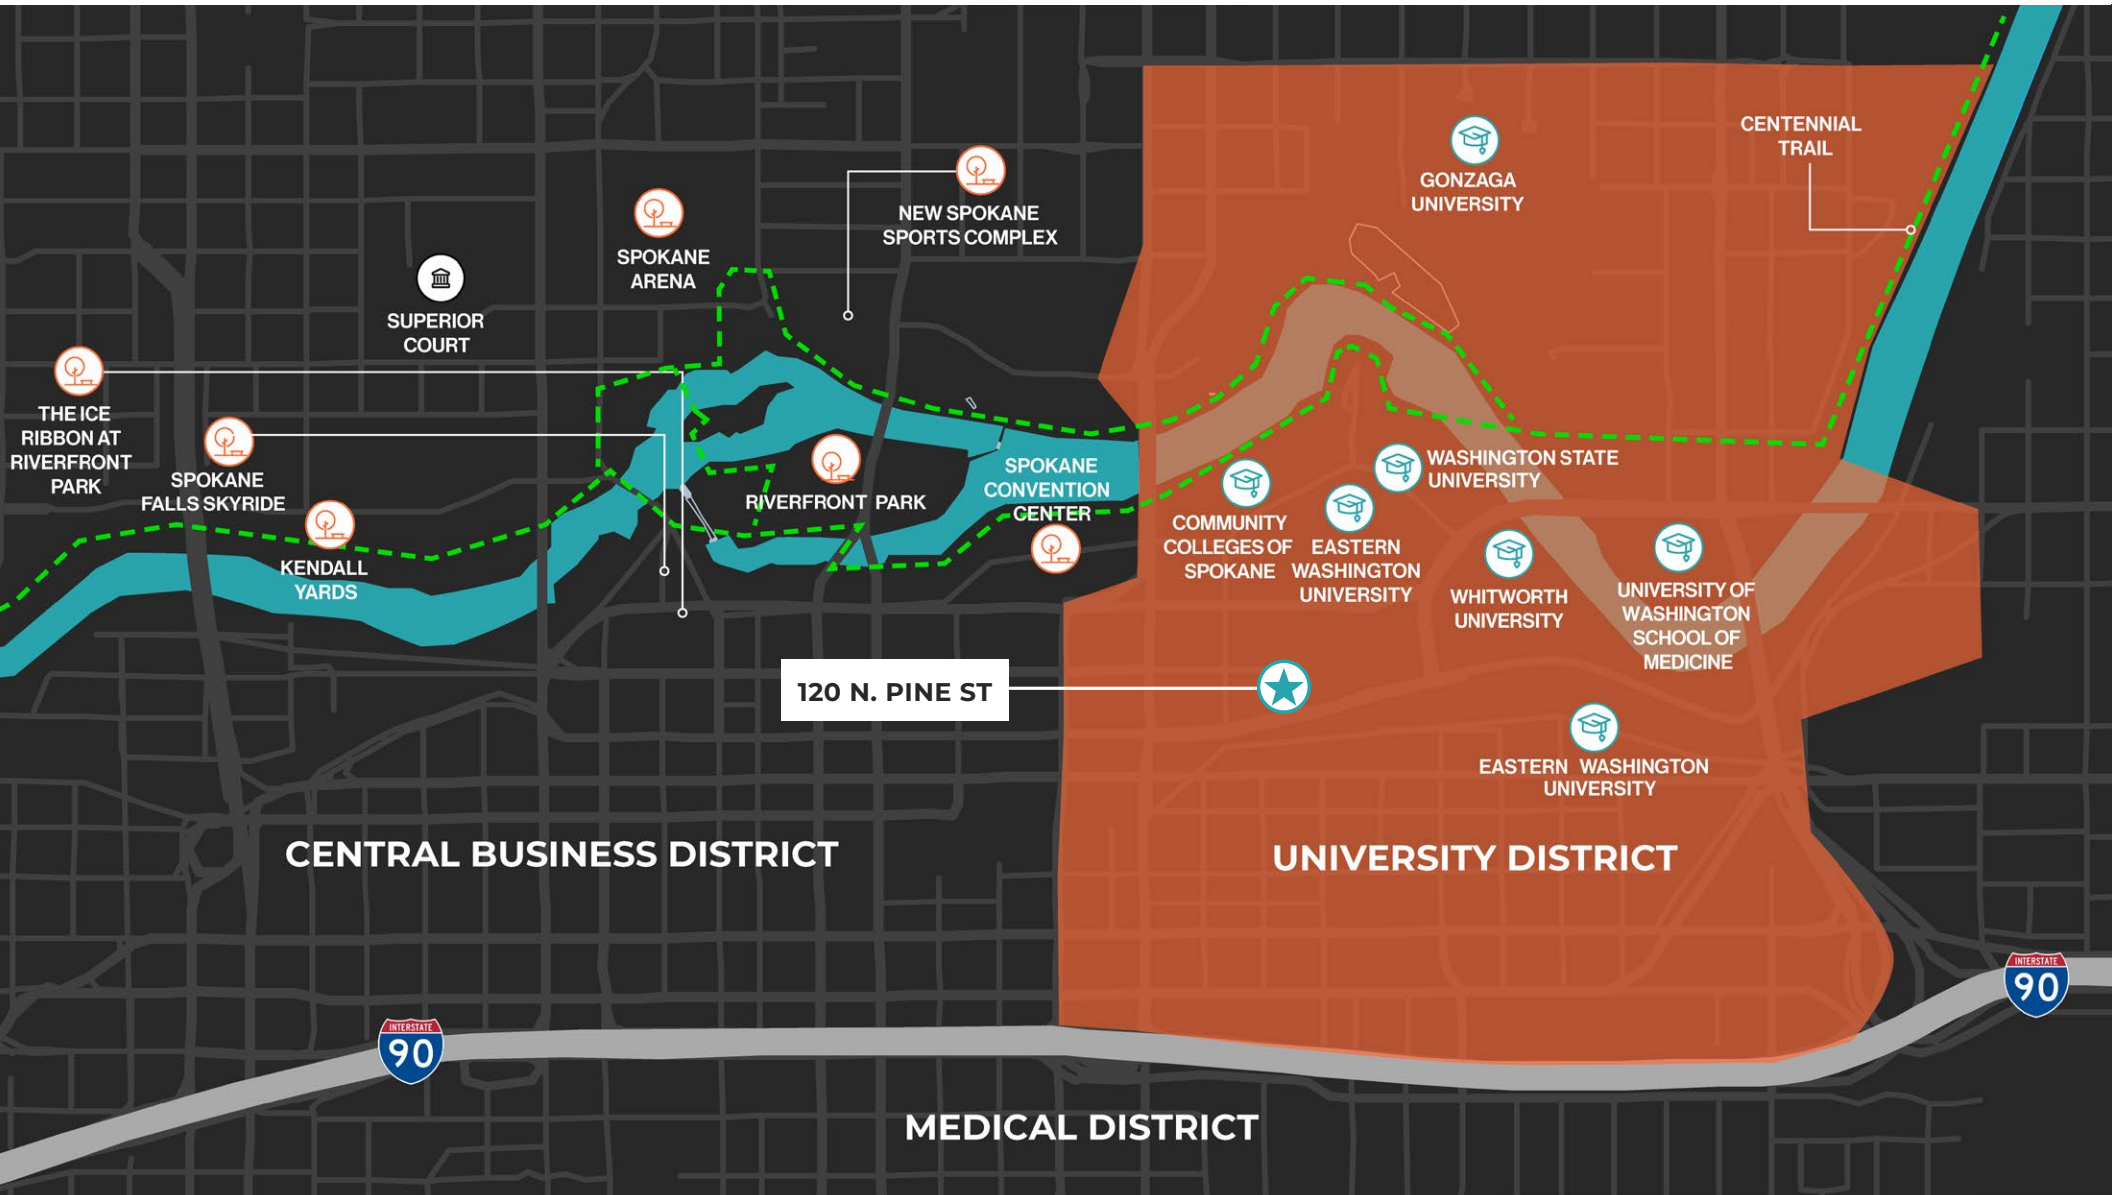 CENTENNIAL
TRAIL
GONZAGA
UNIVERSITY
NEW SPOKANE
SPORTS COMPLEX
SPOKANE
ARENA
SUPERIOR
COURT
THE ICE
RIBBON AT
RIVERFRONT
PARK
SPOKANE
FALLS SKYRIDE
KENDALL
YARDS
RIVERFRONT PARK
SPOKANE
CONVENTION
CENTER
WASHINGTON STATE
UNIVERSITY
COMMUNITY
COLLEGES OF
SPOKANE
EASTERN
WASHINGTON
UNIVERSITY
WHITWORTH
UNIVERSITY
UNIVERSITY OF
WASHINGTON
SCHOOL OF
MEDICINE
120 N. PINE ST
EASTERN WASHINGTON
UNIVERSITY
CENTRAL BUSINESS DISTRICT
UNIVERSITY DISTRICT
INTERSTATE
90
INTERSTATE
90
MEDICAL DISTRICT